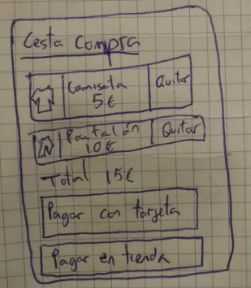 Cesta Compra
Camiseta
5€
Quitar
Pantalón
10€
Quitar
Total 15€
Pagar con tarjeta
Pagar en tienda